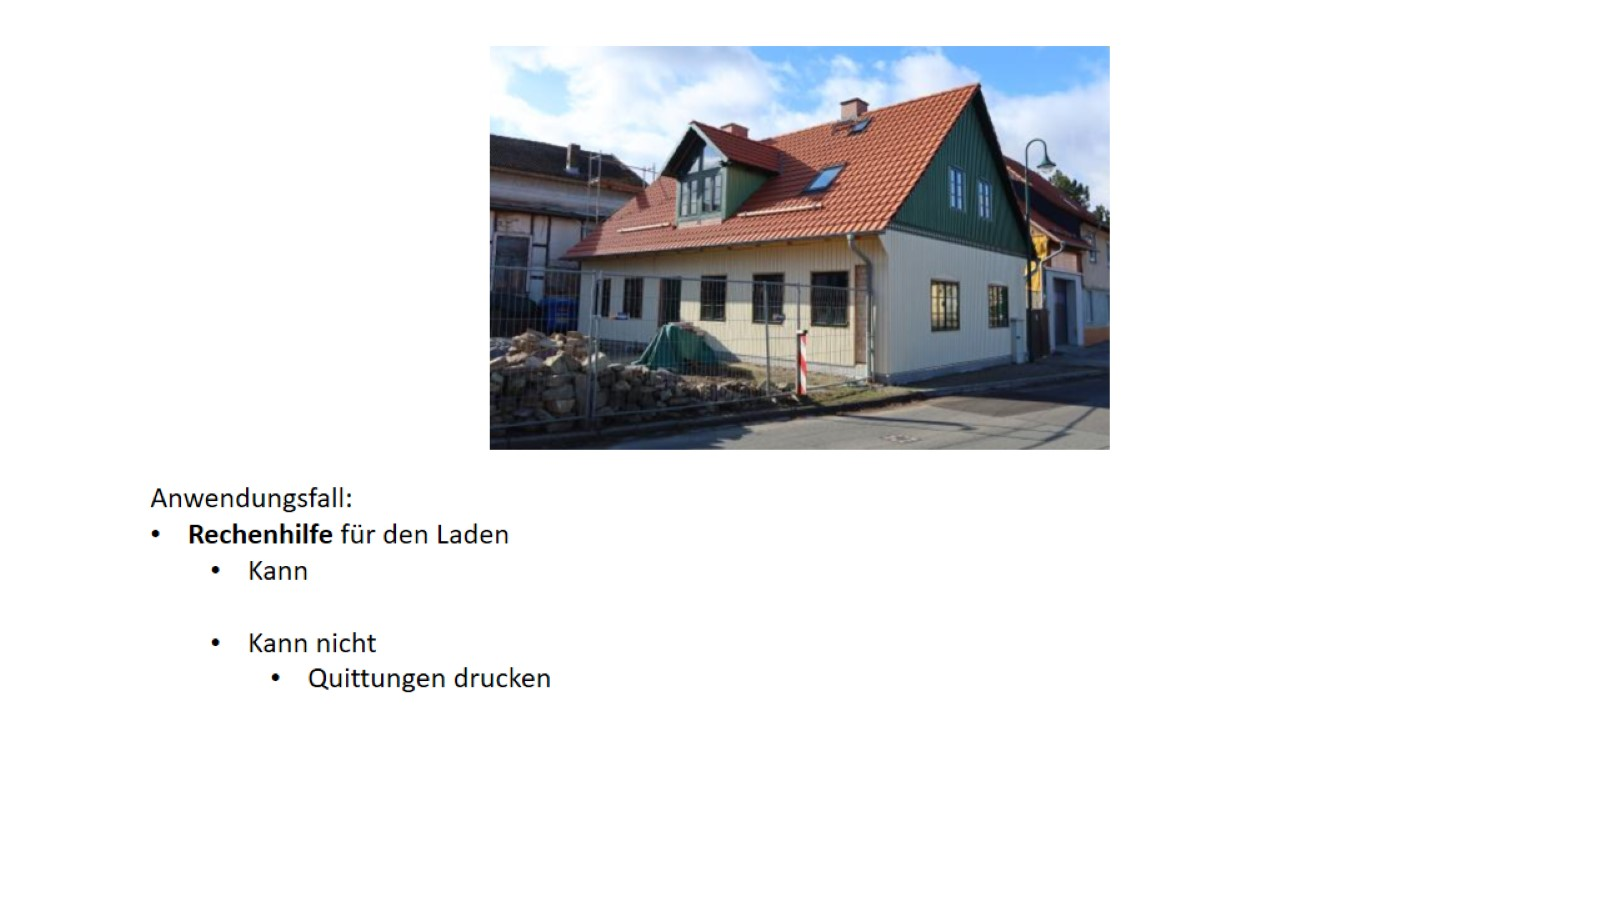 Anwendungsfall:
• Rechenhilfe für den Laden
• Kann
• Kann nicht
• Quittungen drucken